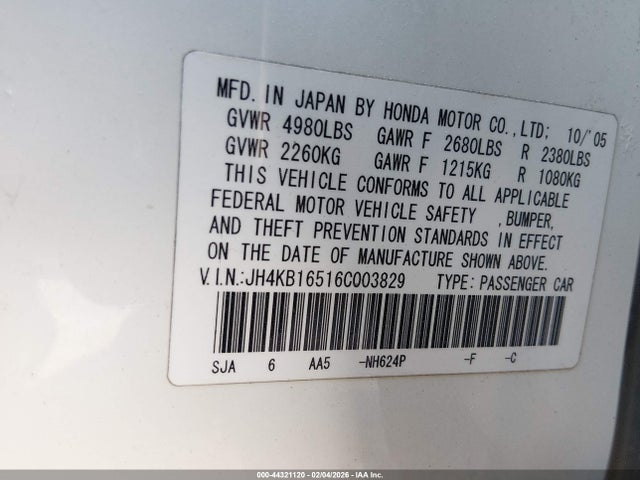 MFD. IN JAPAN BY HONDA MOTOR CO.,LTD; 10/'05
GVWR 4980LBS GAWR F 2680LBS R 2380LBS
GVWR 2260KG GAWR F 1215KG R 1080KG
THIS VEHICLE CONFORMS TO ALL APPLICABLE
FEDERAL MOTOR VEHICLE SAFETY ,BUMPER,
AND THEFT PREVENTION STANDARDS IN EFFECT
ON THE DATE OF MANUFACTURE SHOWN ABOVE.
V.I.N.:JH4KB16516C003829 TYPE:PASSENGER CAR
SJA 6 AA5 -NH624P -F -C
000-44321120 - 02/04/2026 - IAA Inc.